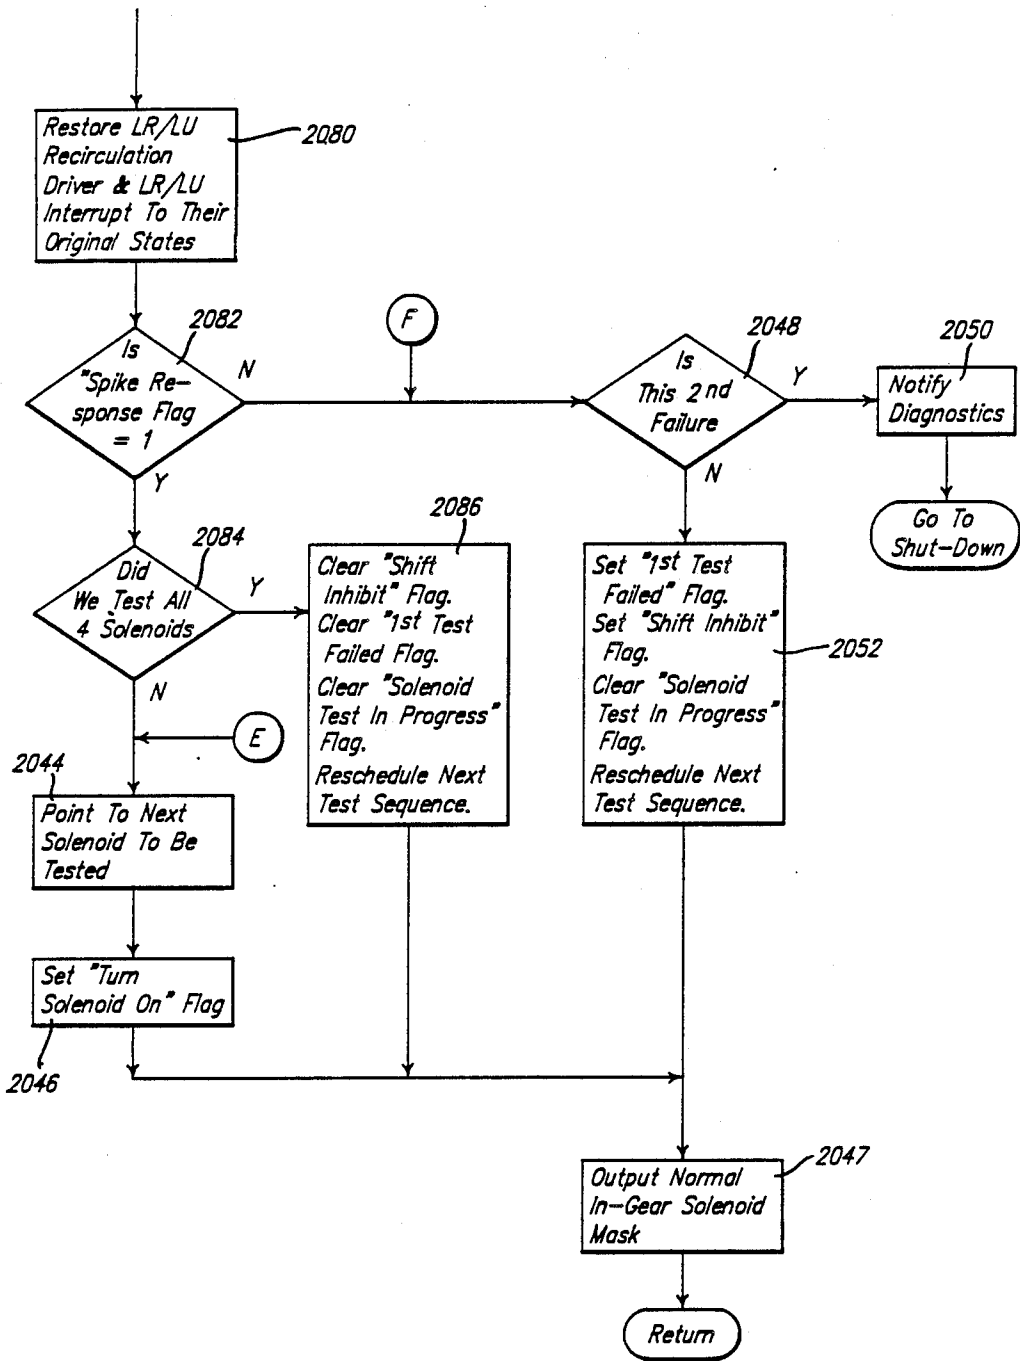 Restore LR/LU
Recirculation
Driver & LR/LU
Interrupt To Their
Original States
2080
Is
"Spike Re-
sponse Flag
= 1
2082
N
Y
F
Is
This 2nd
Failure
2048
Y
N
2050
Notify
Diagnostics
Go To
Shut-Down
Did
We Test All
4 Solenoids
2084
Y
N
2086
Clear "Shift
Inhibit" Flag.
Clear "1st Test
Failed Flag.
Clear "Solenoid
Test In Progress"
Flag.
Reschedule Next
Test Sequence.
Set "1st Test
Failed" Flag.
Set "Shift Inhibit"
Flag.
Clear "Solenoid
Test In Progress"
Flag.
Reschedule Next
Test Sequence.
2052
E
2044
Point To Next
Solenoid To Be
Tested
Set "Turn
Solenoid On" Flag
2046
Output Normal
In-Gear Solenoid
Mask
2047
Return